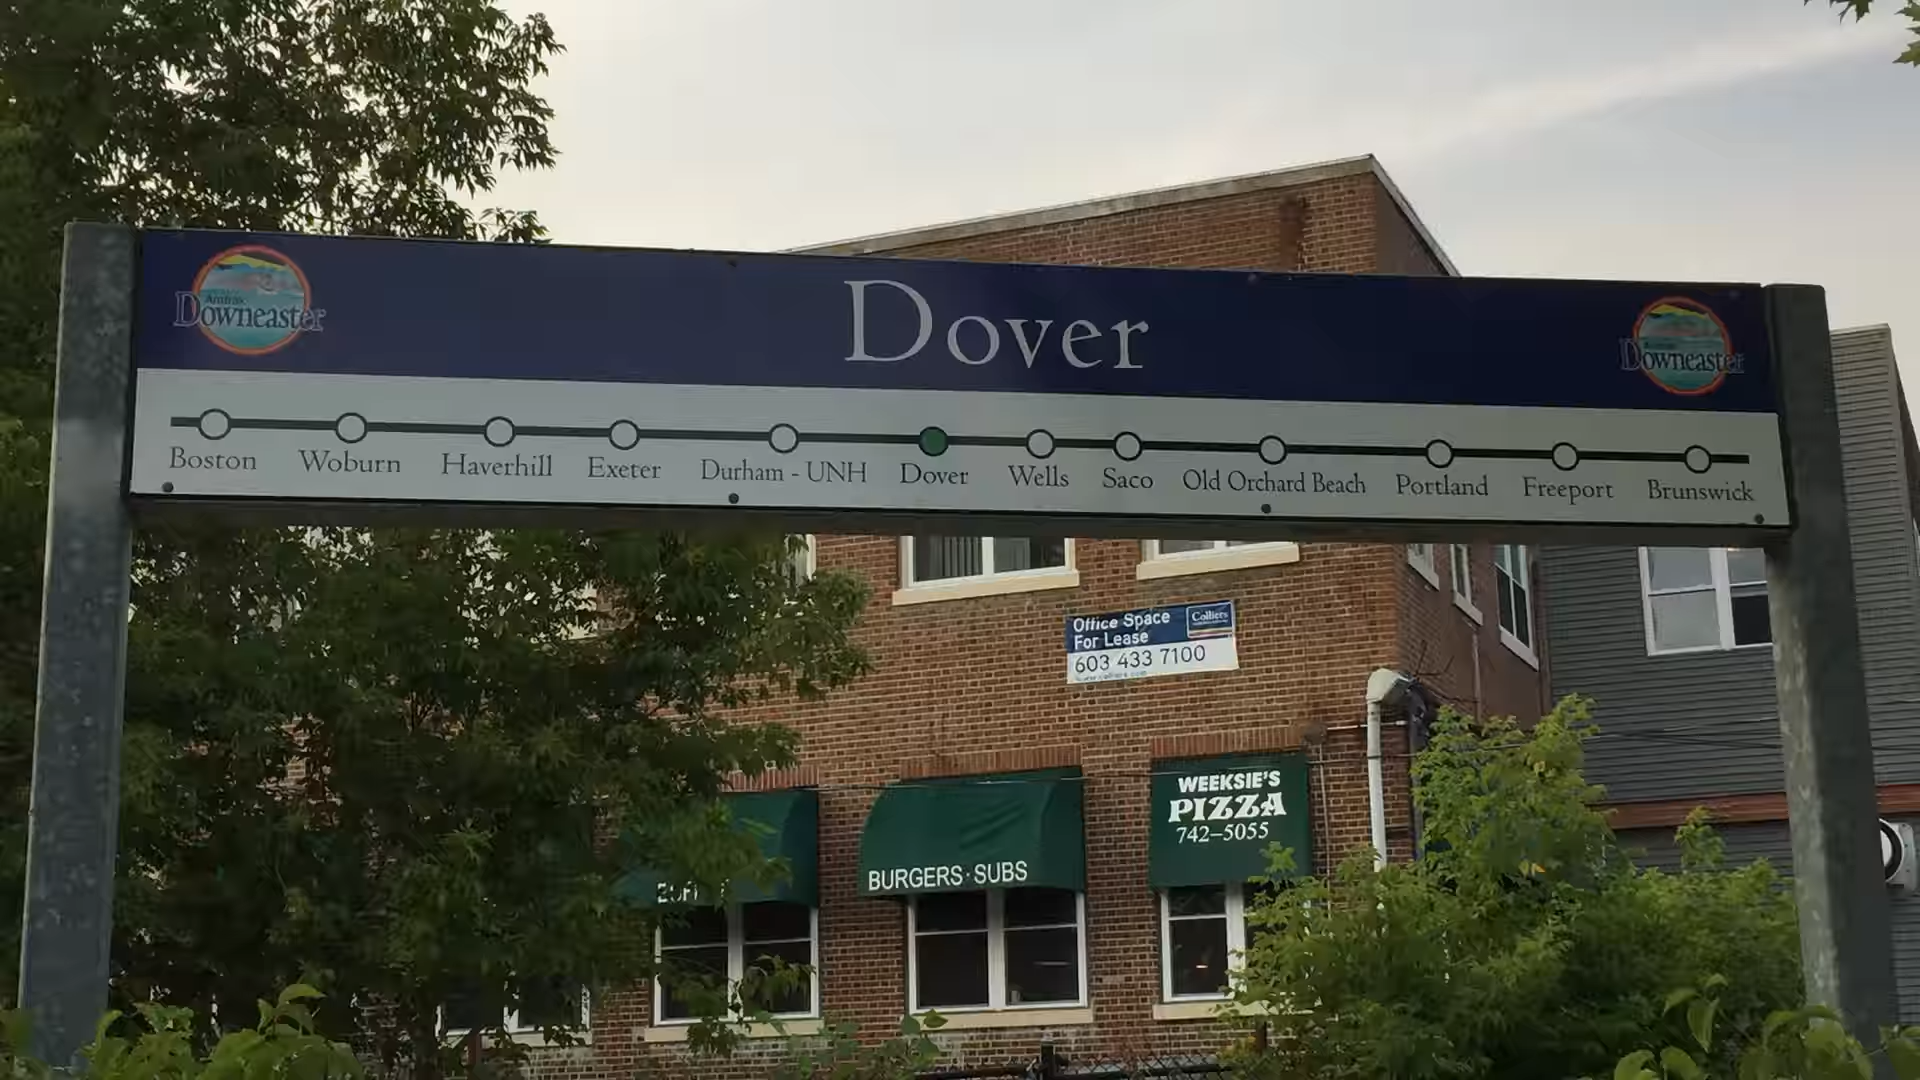 Amtrak
Downeaster
Dover
Downeaster
Boston
Woburn
Haverhill
Exeter
Durham - UNH
Dover
Wells
Saco
Old Orchard Beach
Portland
Freeport
Brunswick
Office Space
For Lease
Colliers
603 433 7100
WEEKSIE'S
PIZZA
742–5055
BURGERS · SUBS